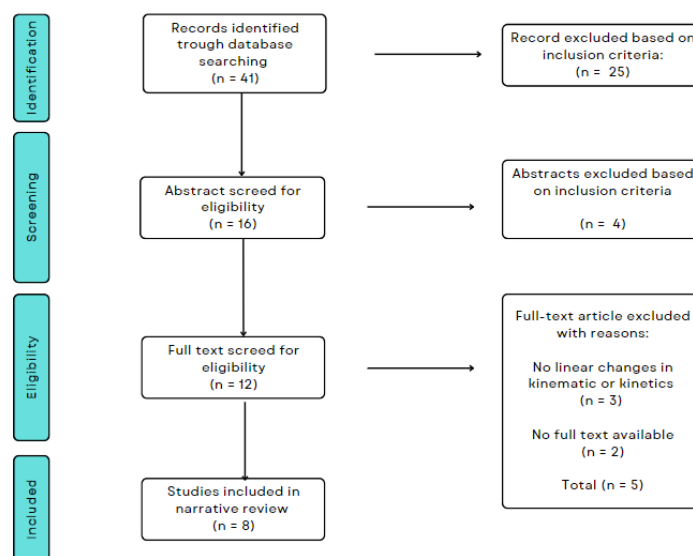 Identification
Records identified
trough database
searching
(n = 41)
Record excluded based on
inclusion criteria:
(n = 25)
Screening
Abstract screed for
eligibility
(n = 16)
Abstracts excluded based
on inclusion criteria
(n = 4)
Eligibility
Full text screed for
eligibility
(n = 12)
Full-text article excluded
with reasons:
No linear changes in
kinematic or kinetics
(n = 3)
No full text available
(n = 2)
Total (n = 5)
Included
Studies included in
narrative review
(n = 8)